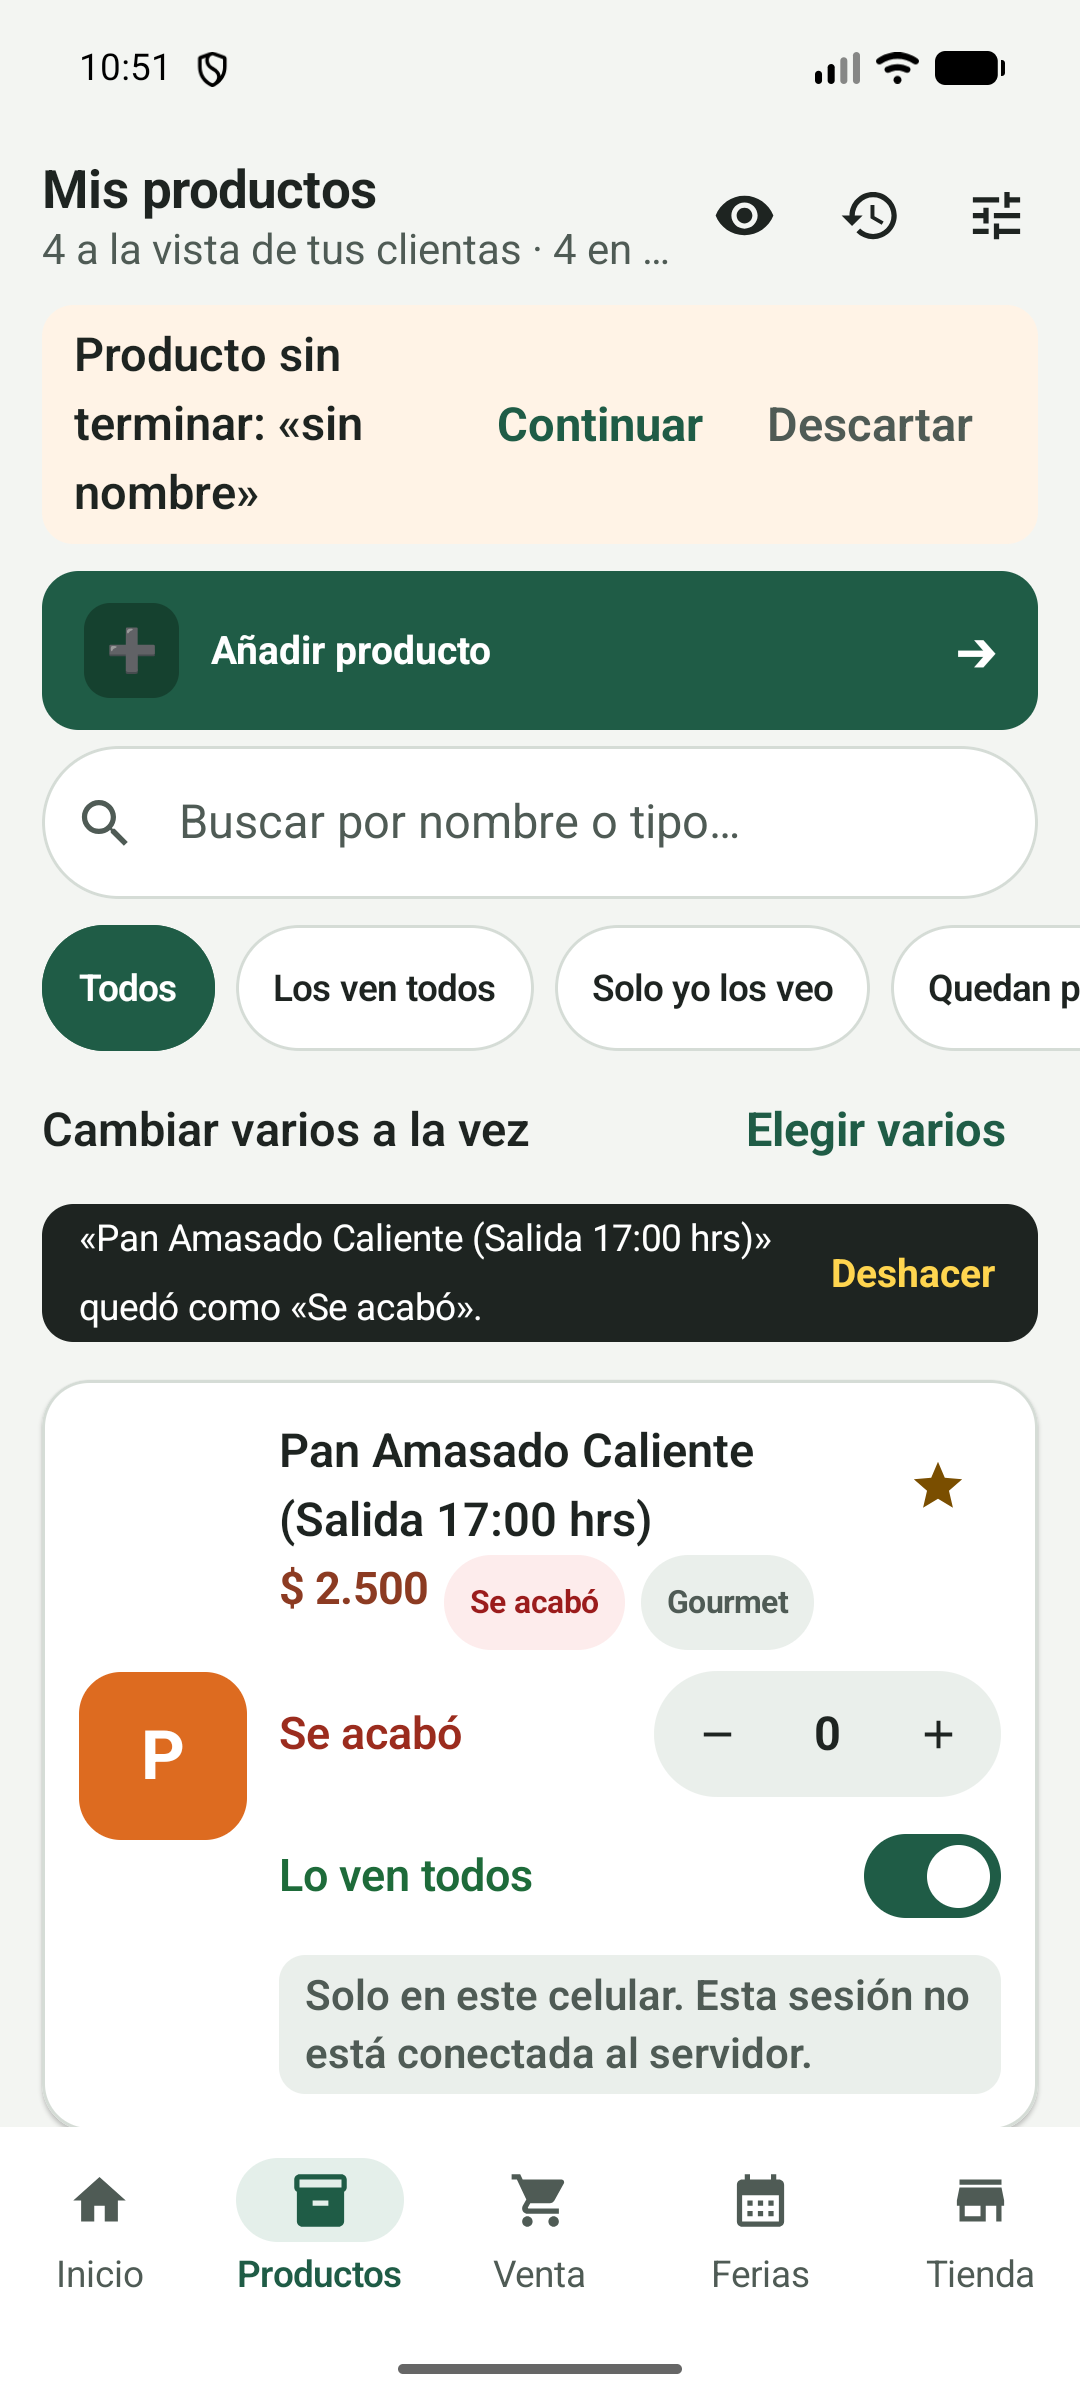 10:51
Mis productos
4 a la vista de tus clientas · 4 en ...
Producto sin
terminar: «sin
nombre»
Continuar
Descartar
Añadir producto
Buscar por nombre o tipo...
Todos
Los ven todos
Solo yo los veo
Quedan p
Cambiar varios a la vez
Elegir varios
«Pan Amasado Caliente (Salida 17:00 hrs)»
quedó como «Se acabó».
Deshacer
Pan Amasado Caliente
(Salida 17:00 hrs)
$ 2.500
Se acabó
Gourmet
P
Se acabó
− 0 +
Lo ven todos
Solo en este celular. Esta sesión no
está conectada al servidor.
Inicio
Productos
Venta
Ferias
Tienda